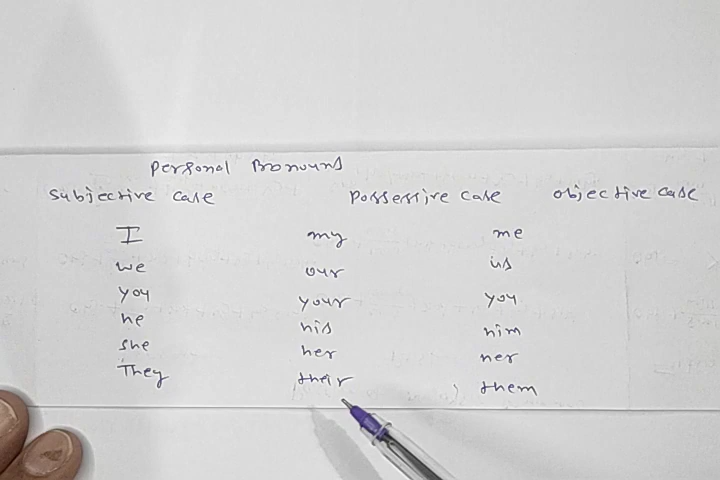 Personal Pronouns
Subjective case Possessive case Objective case
I my me
we our us
you your you
he his him
she her her
They their them